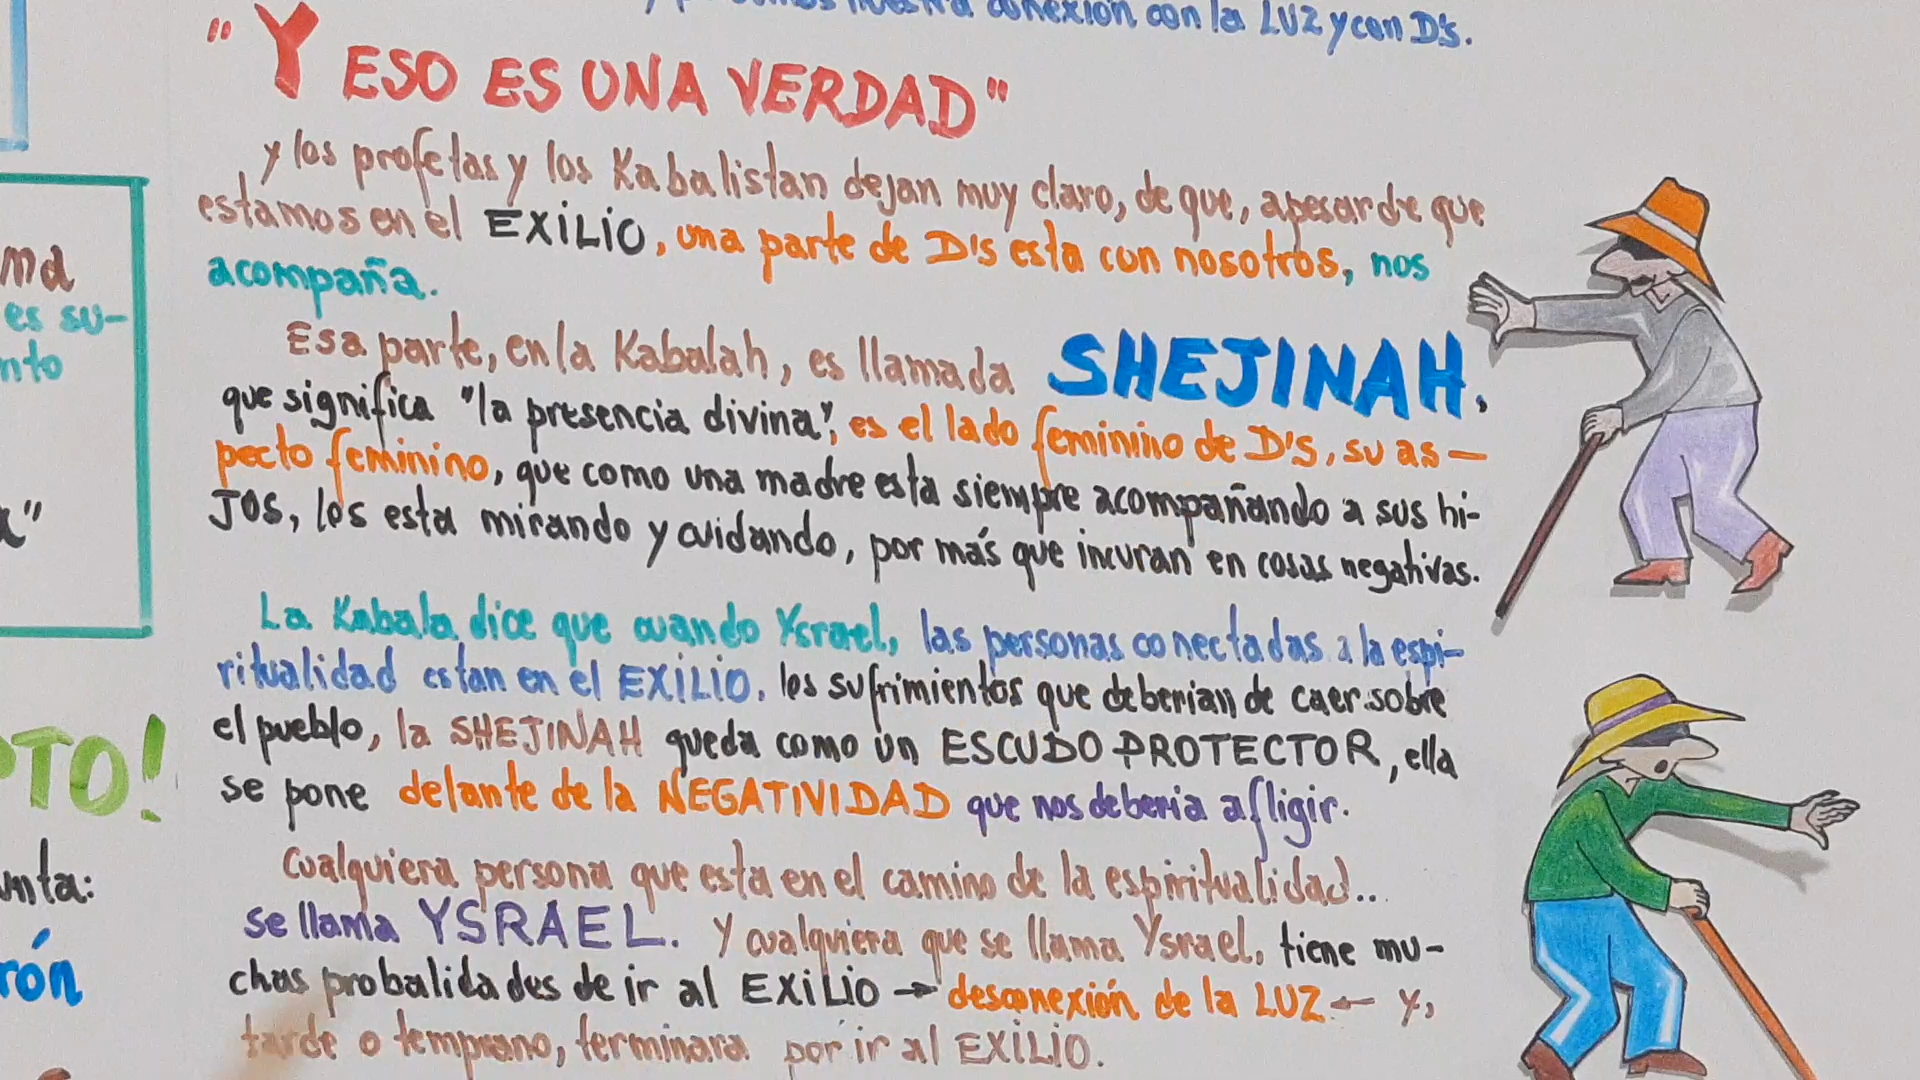 nuestra conexión con la LUZ y con D's.
"Y ESO ES UNA VERDAD"
y los profetas y los Kabalistan dejan muy claro, de que, apesar de que
estamos en el EXILIO, una parte de D's esta con nosotros, nos
acompaña.
Esa parte, en la Kabalah, es llamada SHEJINAH,
que significa "la presencia divina", es el lado feminino de D's, su as-
pecto feminino, que como una madre esta siempre acompañando a sus hi-
JOS, los esta mirando y cuidando, por más que incuran en cosas negativas.
La Kabala dice que cuando Ysrael, las personas conectadas a la espi-
ritualidad estan en el EXILIO, los sufrimientos que deberian de caer sobre
el pueblo, la SHEJINAH queda como un ESCUDO PROTECTOR, ella
se pone delante de la NEGATIVIDAD que nos deberia afligir.
Cualquiera persona que esta en el camino de la espiritualidad...
se llama YSRAEL. Y cualquiera que se llama Ysrael, tiene mu-
chas probalidades de ir al EXILIO → desconexión de la LUZ ← y,
tarde o temprano, terminara por ir al EXILIO.
ma
es su-
nto
a"
PTO!
unta:
rón